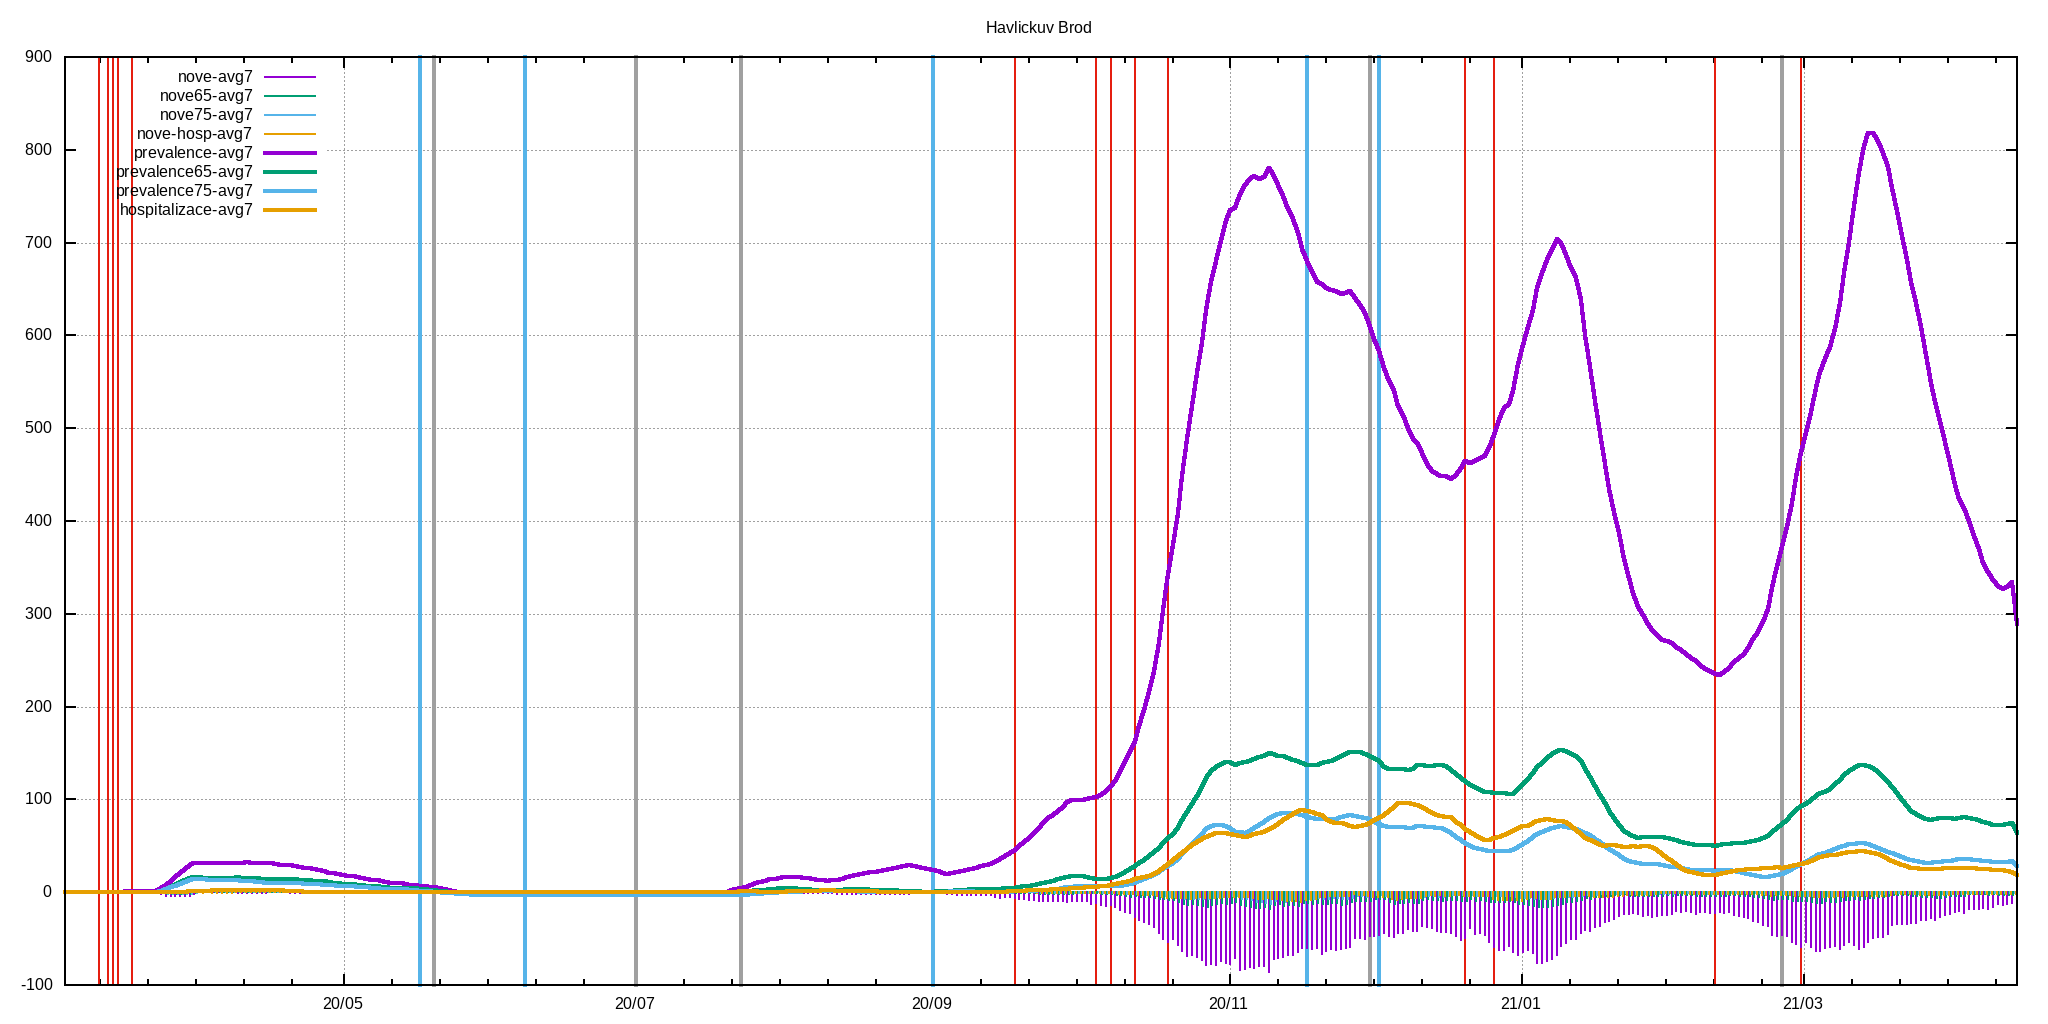 Havlickuv Brod
900
800
700
600
500
400
300
200
100
0
-100
nove-avg7
nove65-avg7
nove75-avg7
nove-hosp-avg7
prevalence-avg7
prevalence65-avg7
prevalence75-avg7
hospitalizace-avg7
20/05 20/07 20/09 20/11 21/01 21/03